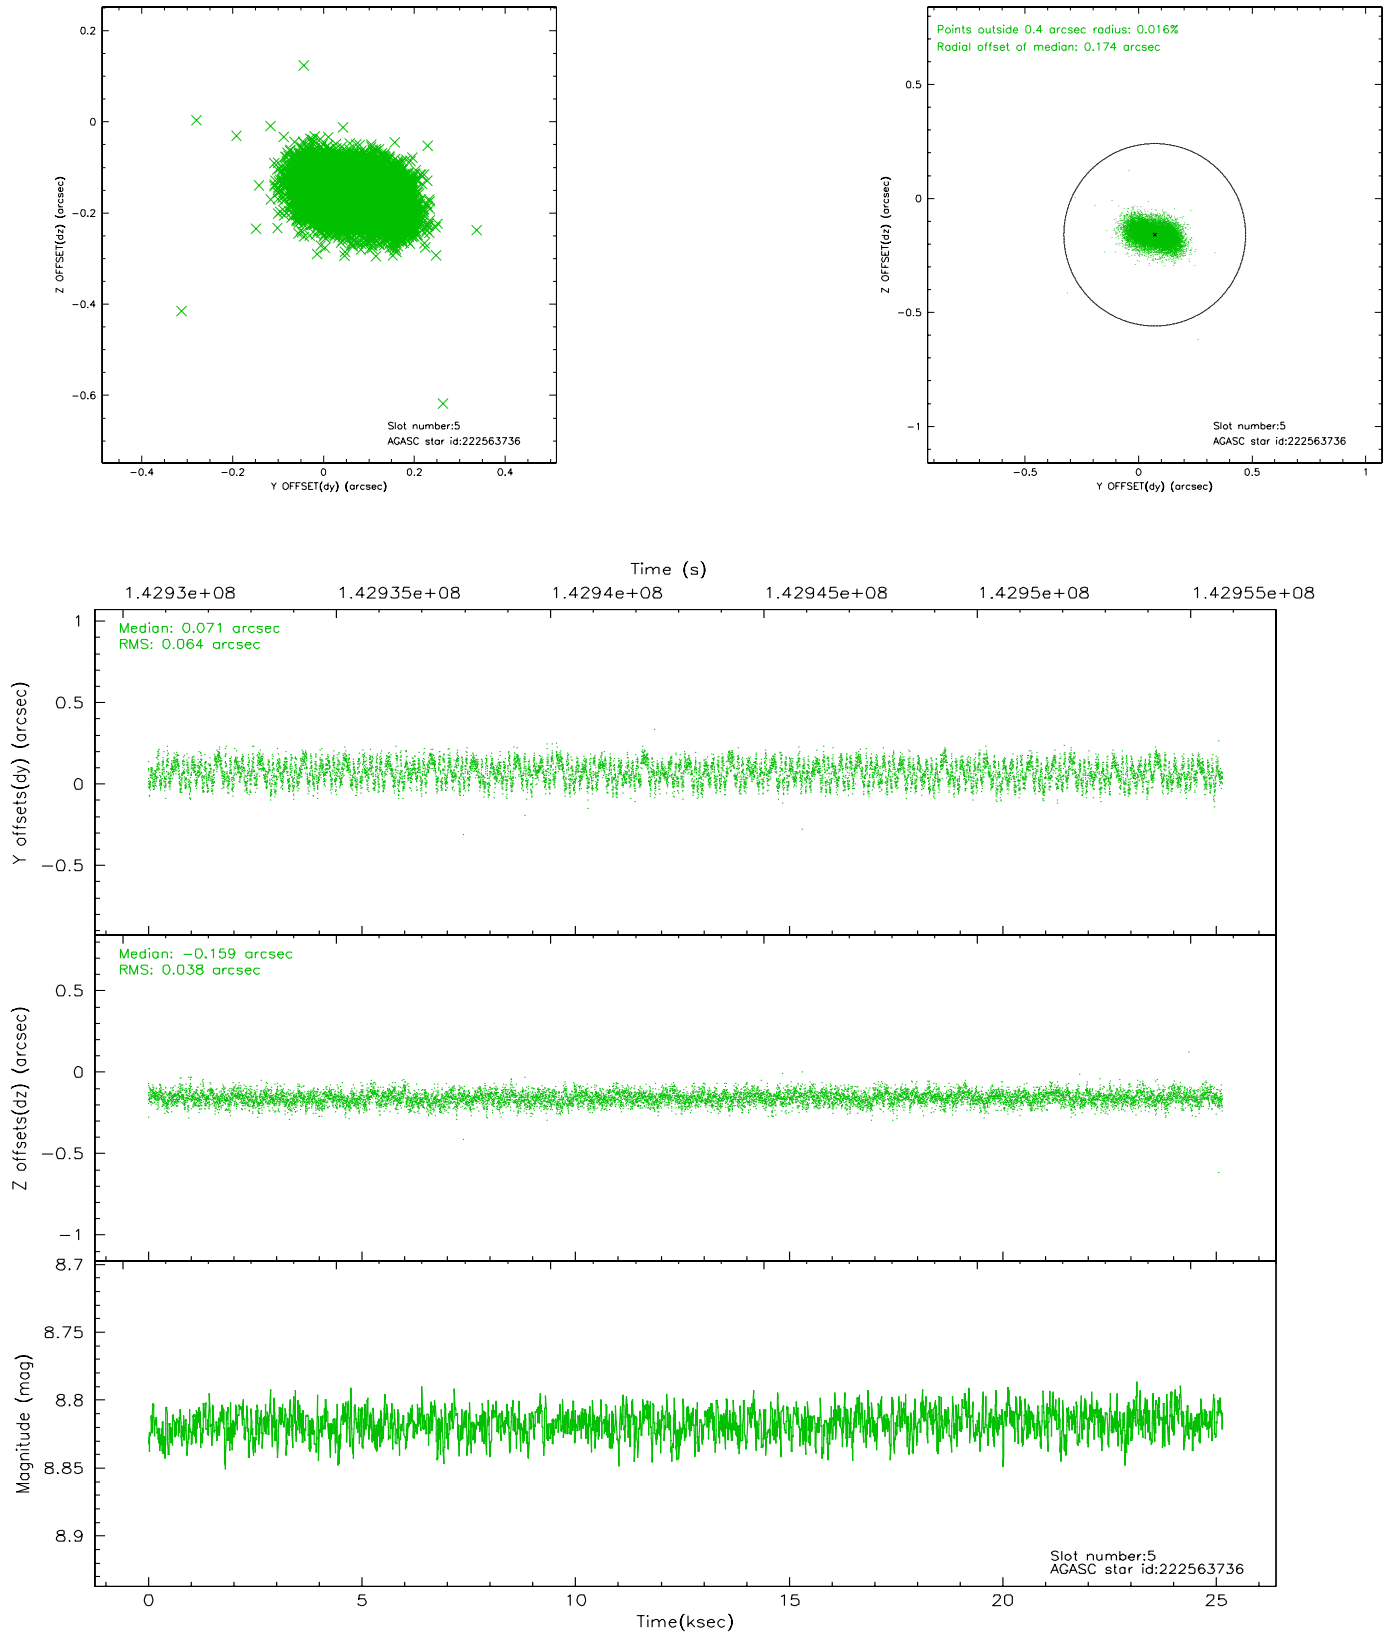 0.2
0
−0.2
−0.4
−0.6
Z OFFSET(dz) (arcsec)
Slot number:5
AGASC star id:222563736
−0.4
−0.2
0
0.2
0.4
Y OFFSET(dy) (arcsec)
Points outside 0.4 arcsec radius: 0.016%
Radial offset of median: 0.174 arcsec
0.5
0
−0.5
−1
Z OFFSET(dz) (arcsec)
Slot number:5
AGASC star id:222563736
−0.5
0
0.5
1
Y OFFSET(dy) (arcsec)
Time (s)
1.4293e+08
1.42935e+08
1.4294e+08
1.42945e+08
1.4295e+08
1.42955e+08
Median: 0.071 arcsec
RMS: 0.064 arcsec
1
0.5
0
−0.5
Y offsets(dy) (arcsec)
Median: −0.159 arcsec
RMS: 0.038 arcsec
0.5
0
−0.5
−1
Z offsets(dz) (arcsec)
8.7
8.75
8.8
8.85
8.9
Magnitude (mag)
Slot number:5
AGASC star id:222563736
0
5
10
15
20
25
Time(ksec)